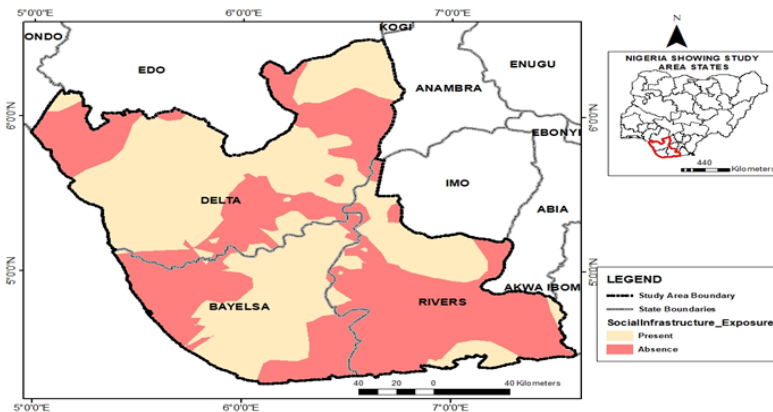 5°0'0"E
6°0'0"E
7°0'0"E
N
ONDO
KOGI
EDO
ENUGU
ANAMBRA
EBONYI
IMO
ABIA
DELTA
BAYELSA
RIVERS
AKWA IBOM
6°0'0"N
6°0'0"N
5°0'0"N
5°0'0"N
NIGERIA SHOWING STUDY
AREA STATES
440
Kilometers
LEGEND
Study Area Boundary
State Boundaries
SocialInfrastructure_Exposure
Present
Absence
40 20 0 40 Kilometers
5°0'0"E
6°0'0"E
7°0'0"E